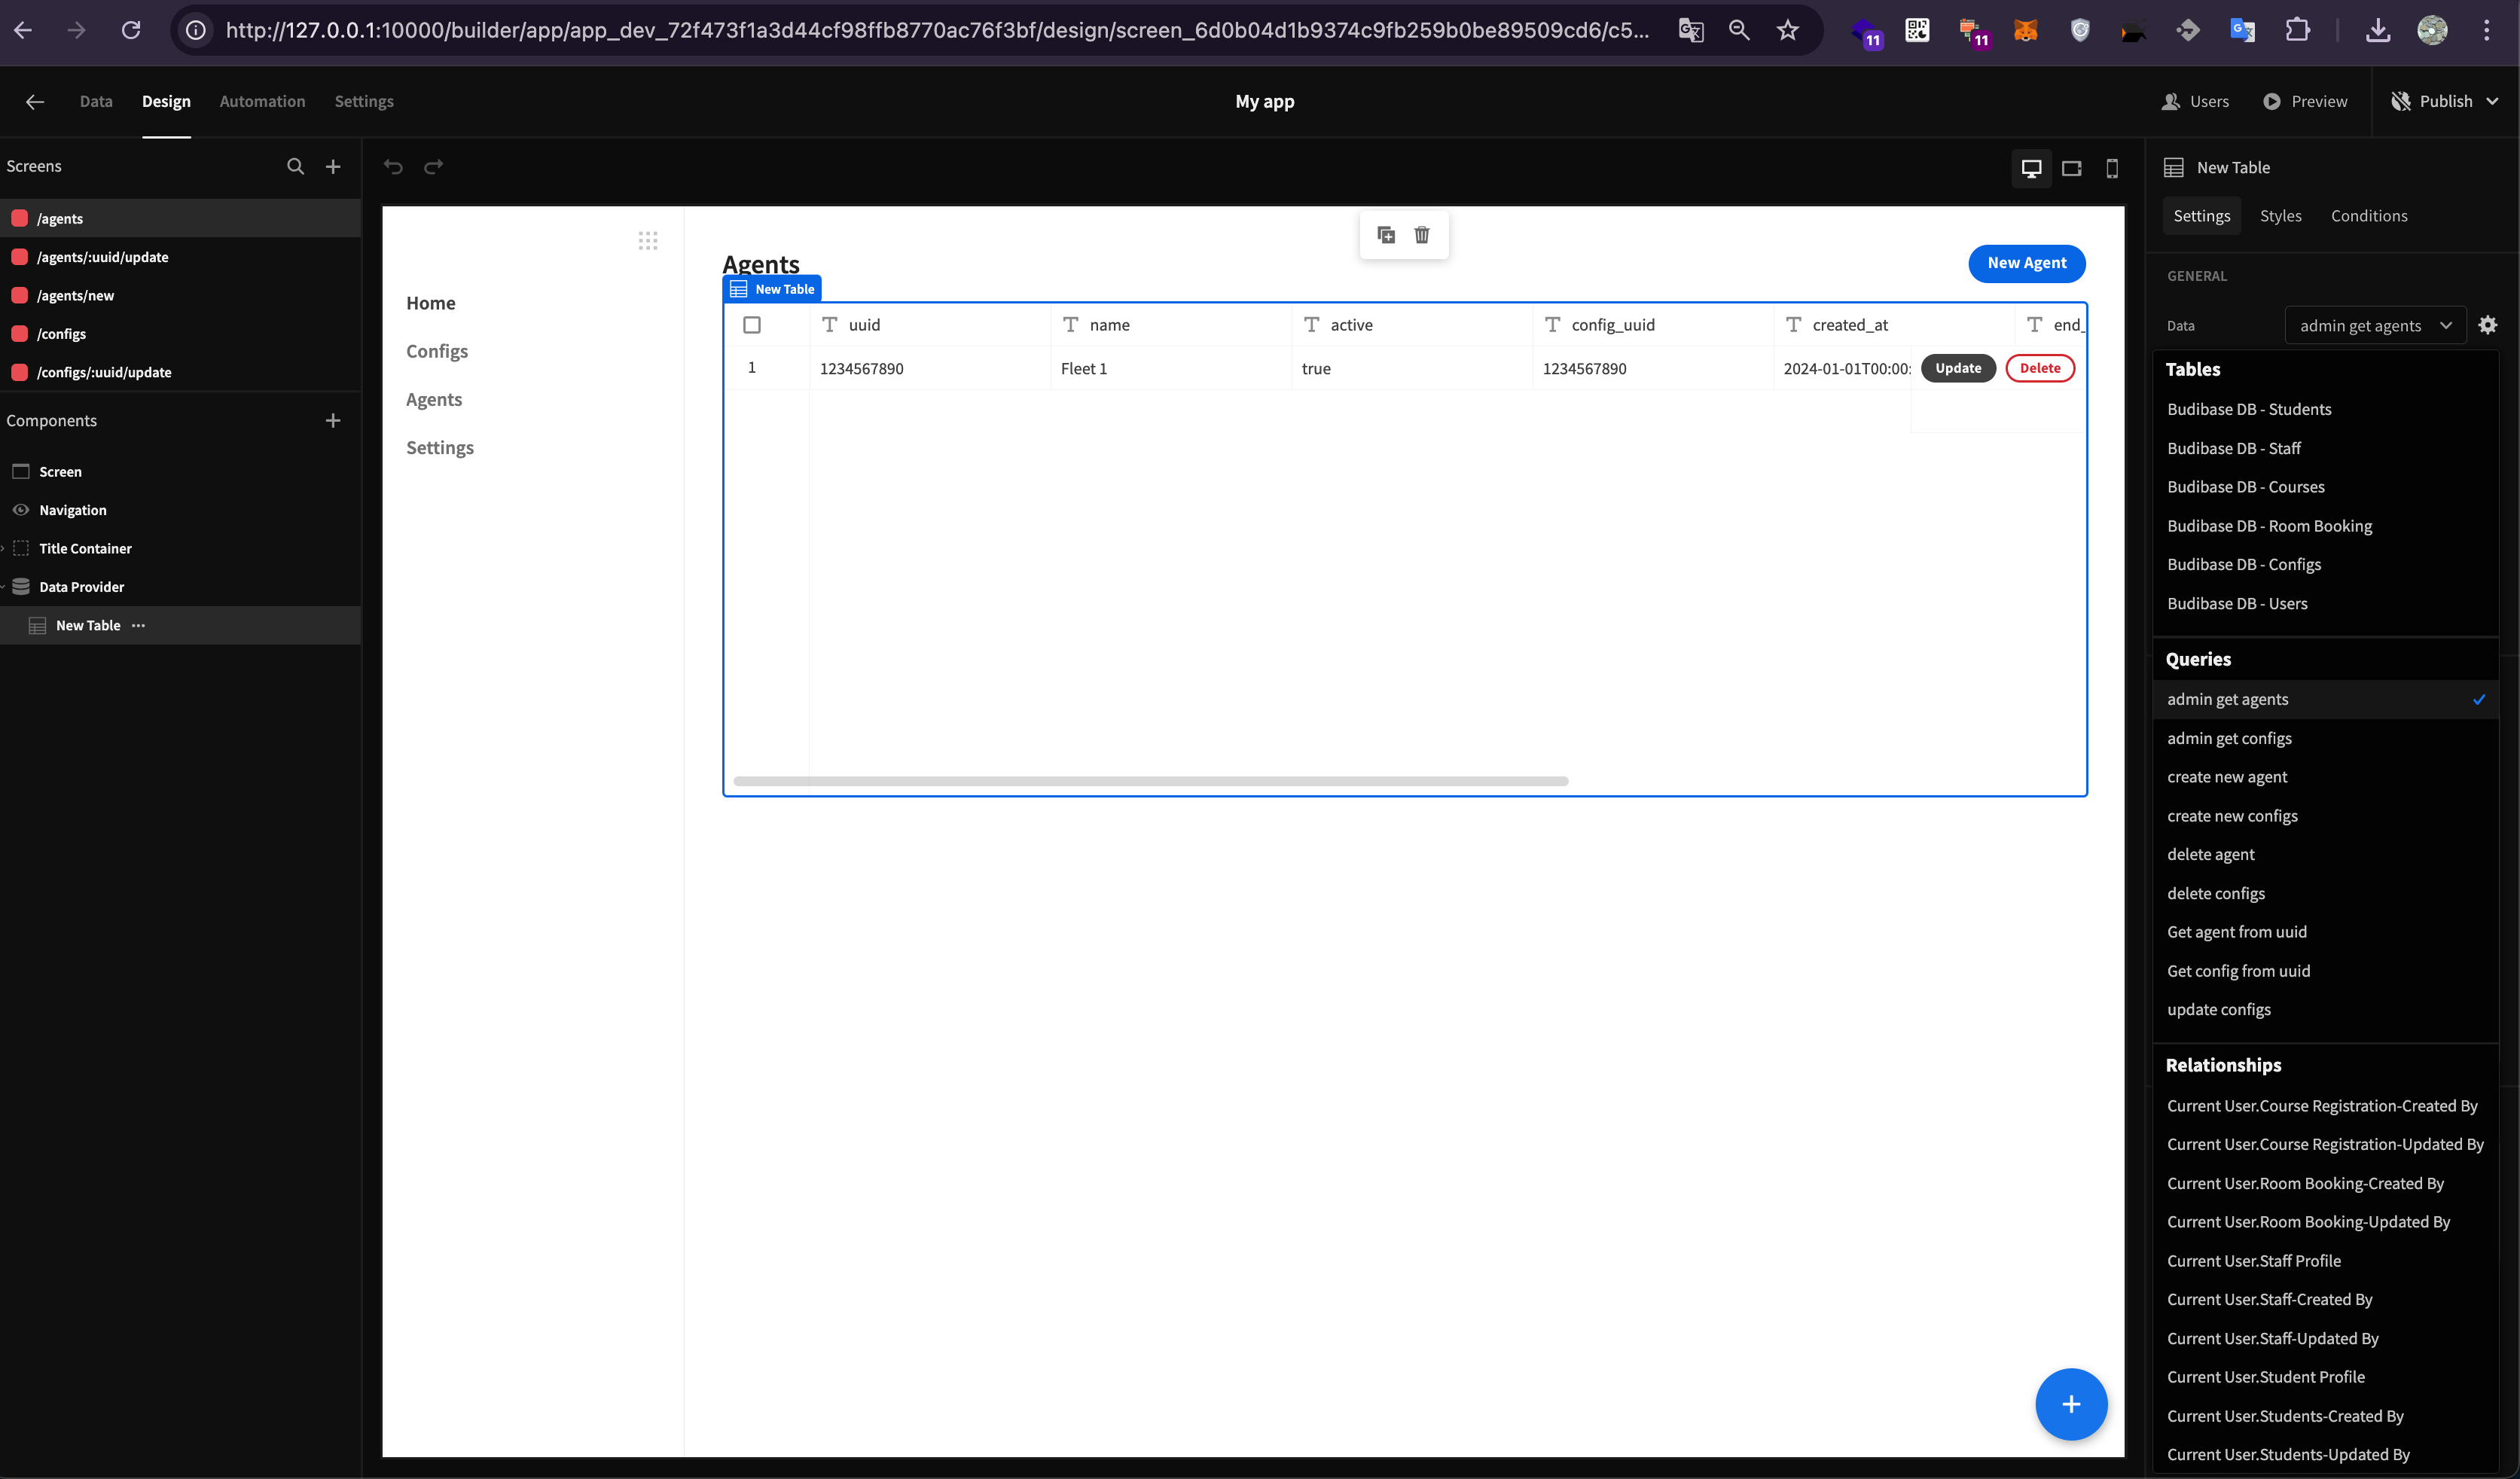 http://127.0.0.1:10000/builder/app/app_dev_72f473f1a3d44cf98ffb8770ac76f3bf/design/screen_6d0b04d1b9374c9fb259b0be89509cd6/c5...
11
11
Data
Design
Automation
Settings
My app
Users
Preview
Publish
Screens
/agents
/agents/:uuid/update
/agents/new
/configs
/configs/:uuid/update
Components
Screen
Navigation
Title Container
Data Provider
New Table
Home
Configs
Agents
Settings
Agents
New Agent
New Table
uuid name active config_uuid created_at end_
1 1234567890 Fleet 1 true 1234567890 2024-01-01T00:00: Update Delete
New Table
Settings Styles Conditions
GENERAL
Data admin get agents
Tables
Budibase DB - Students
Budibase DB - Staff
Budibase DB - Courses
Budibase DB - Room Booking
Budibase DB - Configs
Budibase DB - Users
Queries
admin get agents
admin get configs
create new agent
create new configs
delete agent
delete configs
Get agent from uuid
Get config from uuid
update configs
Relationships
Current User.Course Registration-Created By
Current User.Course Registration-Updated By
Current User.Room Booking-Created By
Current User.Room Booking-Updated By
Current User.Staff Profile
Current User.Staff-Created By
Current User.Staff-Updated By
Current User.Student Profile
Current User.Students-Created By
Current User.Students-Updated By